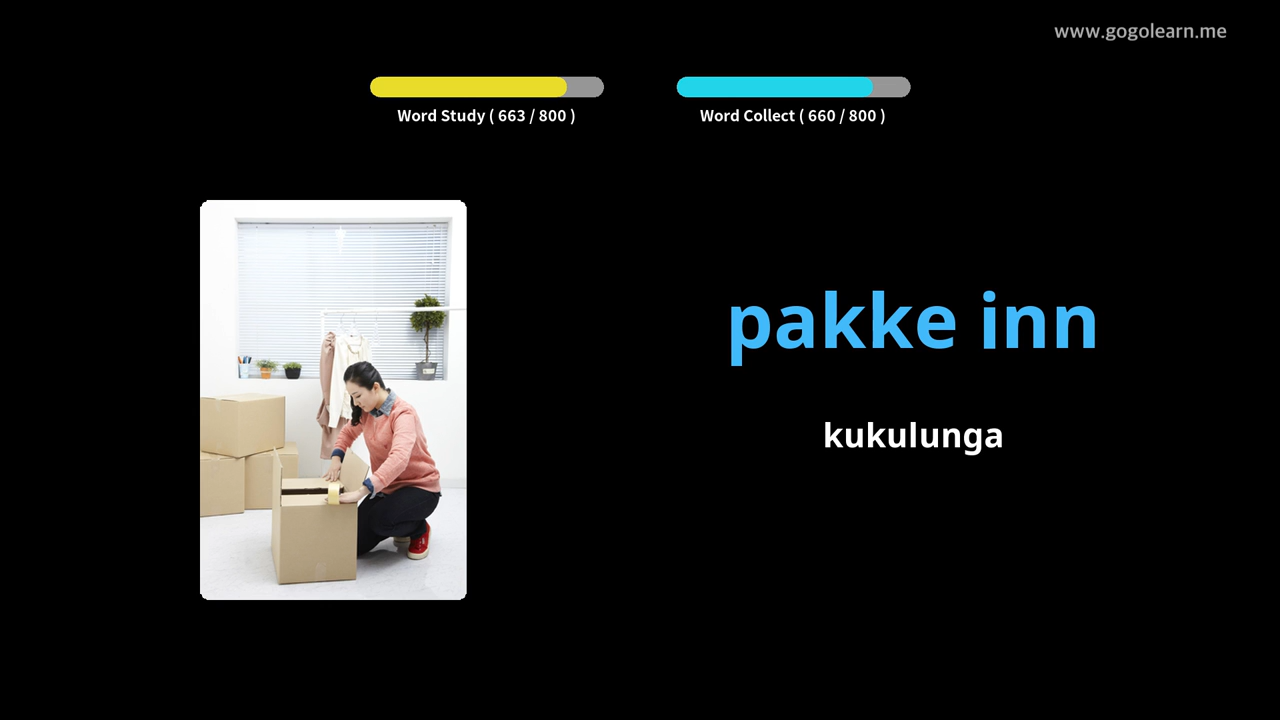 www.gogolearn.me
Word Study ( 663 / 800 )
Word Collect ( 660 / 800 )
pakke inn
kukulunga